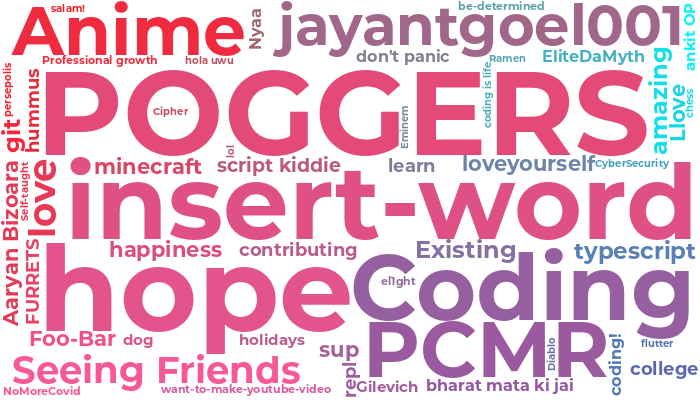 salam!
Anime
Nyaa
jayantgoel001
be-determined
ankit OP
Professional growth
hola uwu
don't panic
Ramen
EliteDaMyth
Persepolis
hummus
git
POGGERS
Cipher
Eminem
coding is life
amazing
I love
chess
lol
minecraft
script kiddie
learn
loveyourself
CyberSecurity
Aaryan Bizoara
Self-taught
love
insert-word
FURRETS
happiness
contributing
Existing
typescript
hope
Coding
el1ght
Foo-Bar
dog
holidays
sup
PCMR
Diablo
coding!
flutter
Seeing Friends
repl
college
NoMoreCovid
want-to-make-youtube-video
Gilevich
bharat mata ki jai